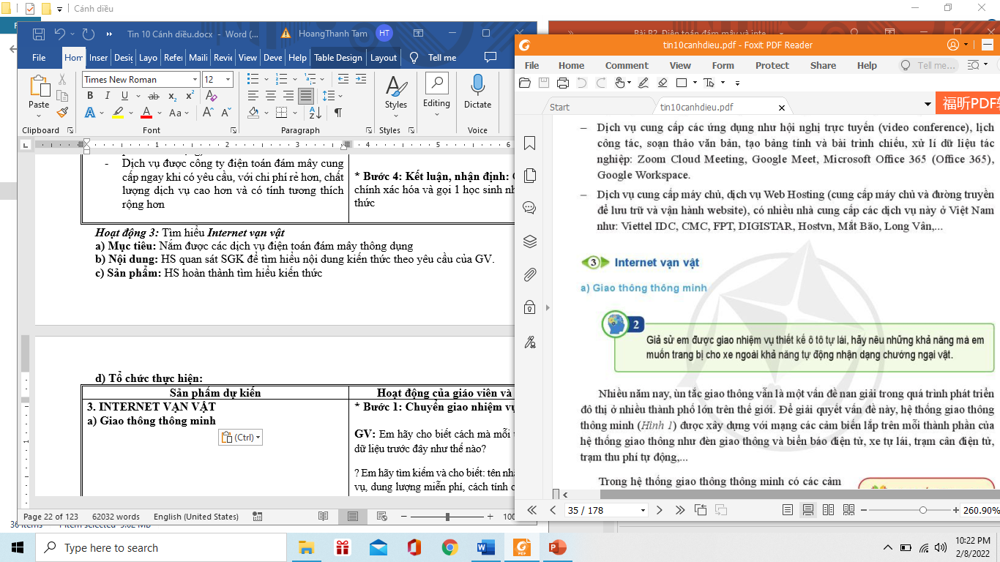 Cánh diều
Tin 10 Cánh diều.docx - Word (...
HoangThanh Tam
HT
File
Hor
Inser
Desig
Layo
Refer
Maili
Revie
View
Deve
Help
Table Design
Layout
Tell me
Paste
Times New Roman
12
Styles
Editing
Dictate
Clipboard
Font
Paragraph
Styles
Voice
- Dịch vụ được công ty điện toán đám mây cung
cấp ngay khi có yêu cầu, với chi phí rẻ hơn, chất
lượng dịch vụ cao hơn và có tính tương thích
rộng hơn
* Bước 4: Kết luận, nhận định:
chính xác hóa và gọi 1 học sinh
thức
Hoạt động 3: Tìm hiểu Internet vạn vật
a) Mục tiêu: Nắm được các dịch vụ điện toán đám mây thông dụng
b) Nội dung: HS quan sát SGK để tìm hiểu nội dung kiến thức theo yêu cầu của GV.
c) Sản phẩm: HS hoàn thành tìm hiểu kiến thức
d) Tổ chức thực hiện:
Sản phẩm dự kiến
Hoạt động của giáo viên và
3. INTERNET VẠN VẬT
a) Giao thông thông minh
(Ctrl)
* Bước 1: Chuyển giao nhiệm vụ
GV: Em hãy cho biết cách mà mỗi
dữ liệu trước đây như thế nào?
? Em hãy tìm kiếm và cho biết: tên
vụ, dung lượng miễn phí, cách tính
Page 22 of 123
62032 words
English (United States)
100
Bài B2. Điện toán đám mây và inte...
tin10canhdieu.pdf - Foxit PDF Reader
File
Home
Comment
View
Form
Protect
Share
Help
Tell me...
Start
tin10canhdieu.pdf
福昕PDF
– Dịch vụ cung cấp các ứng dụng như hội nghị trực tuyến (video conference), lịch
công tác, soạn thảo văn bản, tạo bảng tính và bài trình chiếu, xử lí dữ liệu tác
nghiệp: Zoom Cloud Meeting, Google Meet, Microsoft Office 365 (Office 365),
Google Workspace.
– Dịch vụ cung cấp máy chủ, dịch vụ Web Hosting (cung cấp máy chủ và đường truyền
để lưu trữ và vận hành website), có nhiều nhà cung cấp các dịch vụ này ở Việt Nam
như: Viettel IDC, CMC, FPT, DIGISTAR, Hostvn, Mắt Bão, Long Vân,...
3 Internet vạn vật
a) Giao thông thông minh
2
Giả sử em được giao nhiệm vụ thiết kế ô tô tự lái, hãy nêu những khả năng mà em
muốn trang bị cho xe ngoài khả năng tự động nhận dạng chướng ngại vật.
Nhiều năm nay, ùn tắc giao thông vẫn là một vấn đề nan giải trong quá trình phát triển
đô thị ở nhiều thành phố lớn trên thế giới. Để giải quyết vấn đề này, hệ thống giao thông
thông minh (Hình 1) được xây dựng với mạng các cảm biến lắp trên mỗi thành phần của
hệ thống giao thông như đèn giao thông và biển báo điện tử, xe tự lái, trạm cân điện tử,
trạm thu phí tự động,...
Trong hệ thống giao thông thông minh có các cảm
35 / 178
260.90%
36 items
1 item selected 5.02 MB
Type here to search
10:22 PM
2/8/2022